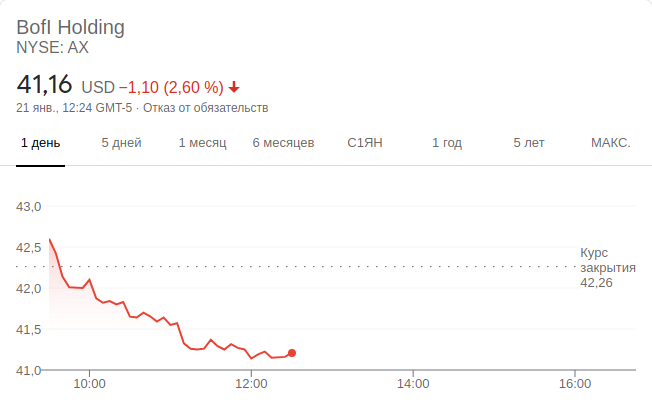 BofI Holding
NYSE: AX
41,16 USD −1,10 (2,60 %)
21 янв., 12:24 GMT-5 · Отказ от обязательств
1 день 5 дней 1 месяц 6 месяцев С1ЯН 1 год 5 лет МАКС.
43,0
42,5
42,0
41,5
41,0
Курс
закрытия
42,26
10:00 12:00 14:00 16:00